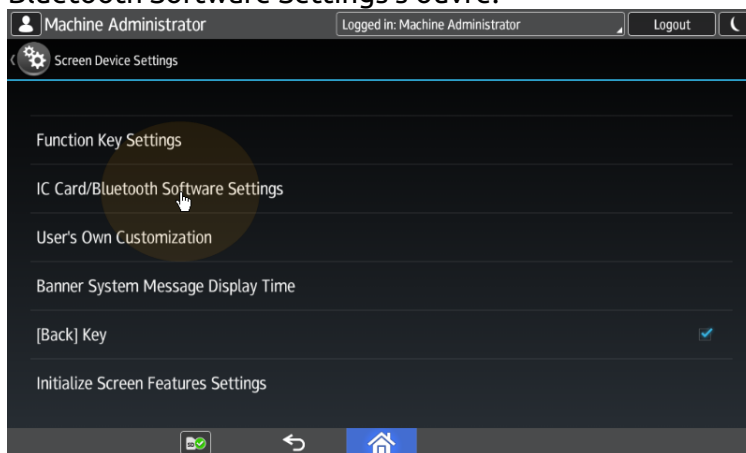 Bluetooth Software Settings s'ouvre.
Machine Administrator
Logged in: Machine Administrator
Logout
Screen Device Settings
Function Key Settings
IC Card/Bluetooth Software Settings
User's Own Customization
Banner System Message Display Time
[Back] Key
Initialize Screen Features Settings